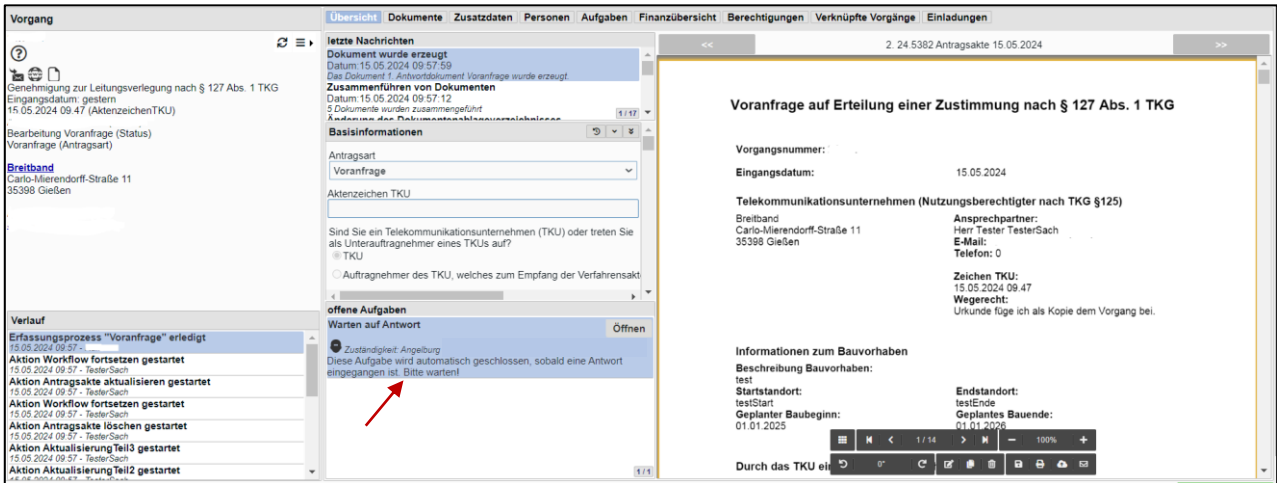 Vorgang
Genehmigung zur Leitungsverlegung nach § 127 Abs. 1 TKG
Eingangsdatum: gestern
15.05.2024 09.47 (AktenzeichenTKU)
Bearbeitung Voranfrage (Status)
Voranfrage (Antragsart)
Breitband
Carlo-Mierendorff-Straße 11
35398 Gießen
Verlauf
Erfassungsprozess "Voranfrage" erledigt
15.05.2024 09:57 -
Aktion Workflow fortsetzen gestartet
15.05.2024 09:57 - TesterSach
Aktion Antragsakte aktualisieren gestartet
15.05.2024 09:57 - TesterSach
Aktion Workflow fortsetzen gestartet
15.05.2024 09:57 - TesterSach
Aktion Antragsakte löschen gestartet
15.05.2024 09:57 - TesterSach
Aktion AktualisierungTeil3 gestartet
15.05.2024 09:57 - TesterSach
Aktion AktualisierungTeil2 gestartet
15.05.2024 09:57 - TesterSach
Übersicht Dokumente Zusatzdaten Personen Aufgaben Finanzübersicht Berechtigungen Verknüpfte Vorgänge Einladungen
letzte Nachrichten
Dokument wurde erzeugt
Datum:15.05.2024 09:57:59
Das Dokument 1. Antwortdokument Voranfrage wurde erzeugt.
Zusammenführen von Dokumenten
Datum:15.05.2024 09:57:12
5 Dokumente wurden zusammengeführt
Änderung des Dokumentenablageverzeichnisses
1/17
Basisinformationen
Antragsart
Voranfrage
Aktenzeichen TKU
Sind Sie ein Telekommunikationsunternehmen (TKU) oder treten Sie
als Unterauftragnehmer eines TKUs auf?
TKU
Auftragnehmer des TKU, welches zum Empfang der Verfahrensakt
offene Aufgaben
Warten auf Antwort
Öffnen
Zuständigkeit: Angelburg
Diese Aufgabe wird automatisch geschlossen, sobald eine Antwort
eingegangen ist. Bitte warten!
1/1
<< 2. 24.5382 Antragsakte 15.05.2024 >>
Voranfrage auf Erteilung einer Zustimmung nach § 127 Abs. 1 TKG
Vorgangsnummer:
Eingangsdatum: 15.05.2024
Telekommunikationsunternehmen (Nutzungsberechtigter nach TKG §125)
Breitband
Carlo-Mierendorff-Straße 11
35398 Gießen
Ansprechpartner:
Herr Tester TesterSach
E-Mail:
Telefon: 0
Zeichen TKU:
15.05.2024 09.47
Wegerecht:
Urkunde füge ich als Kopie dem Vorgang bei.
Informationen zum Bauvorhaben
Beschreibung Bauvorhaben:
test
Startstandort: Endstandort:
testStart testEnde
Geplanter Baubeginn: Geplantes Bauende:
01.01.2025 01.01.2026
1 / 14 100%
Durch das TKU ei
0°